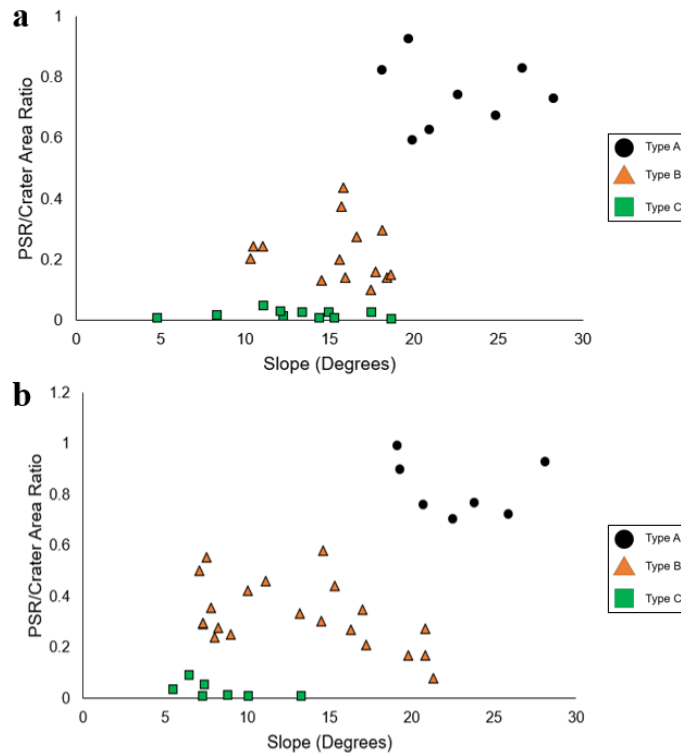 a
1
0.8
0.6
0.4
0.2
0
0 5 10 15 20 25 30
PSR/Crater Area Ratio
Slope (Degrees)
Type A
Type B
Type C
b
1.2
1
0.8
0.6
0.4
0.2
0
0 5 10 15 20 25 30
PSR/Crater Area Ratio
Slope (Degrees)
Type A
Type B
Type C